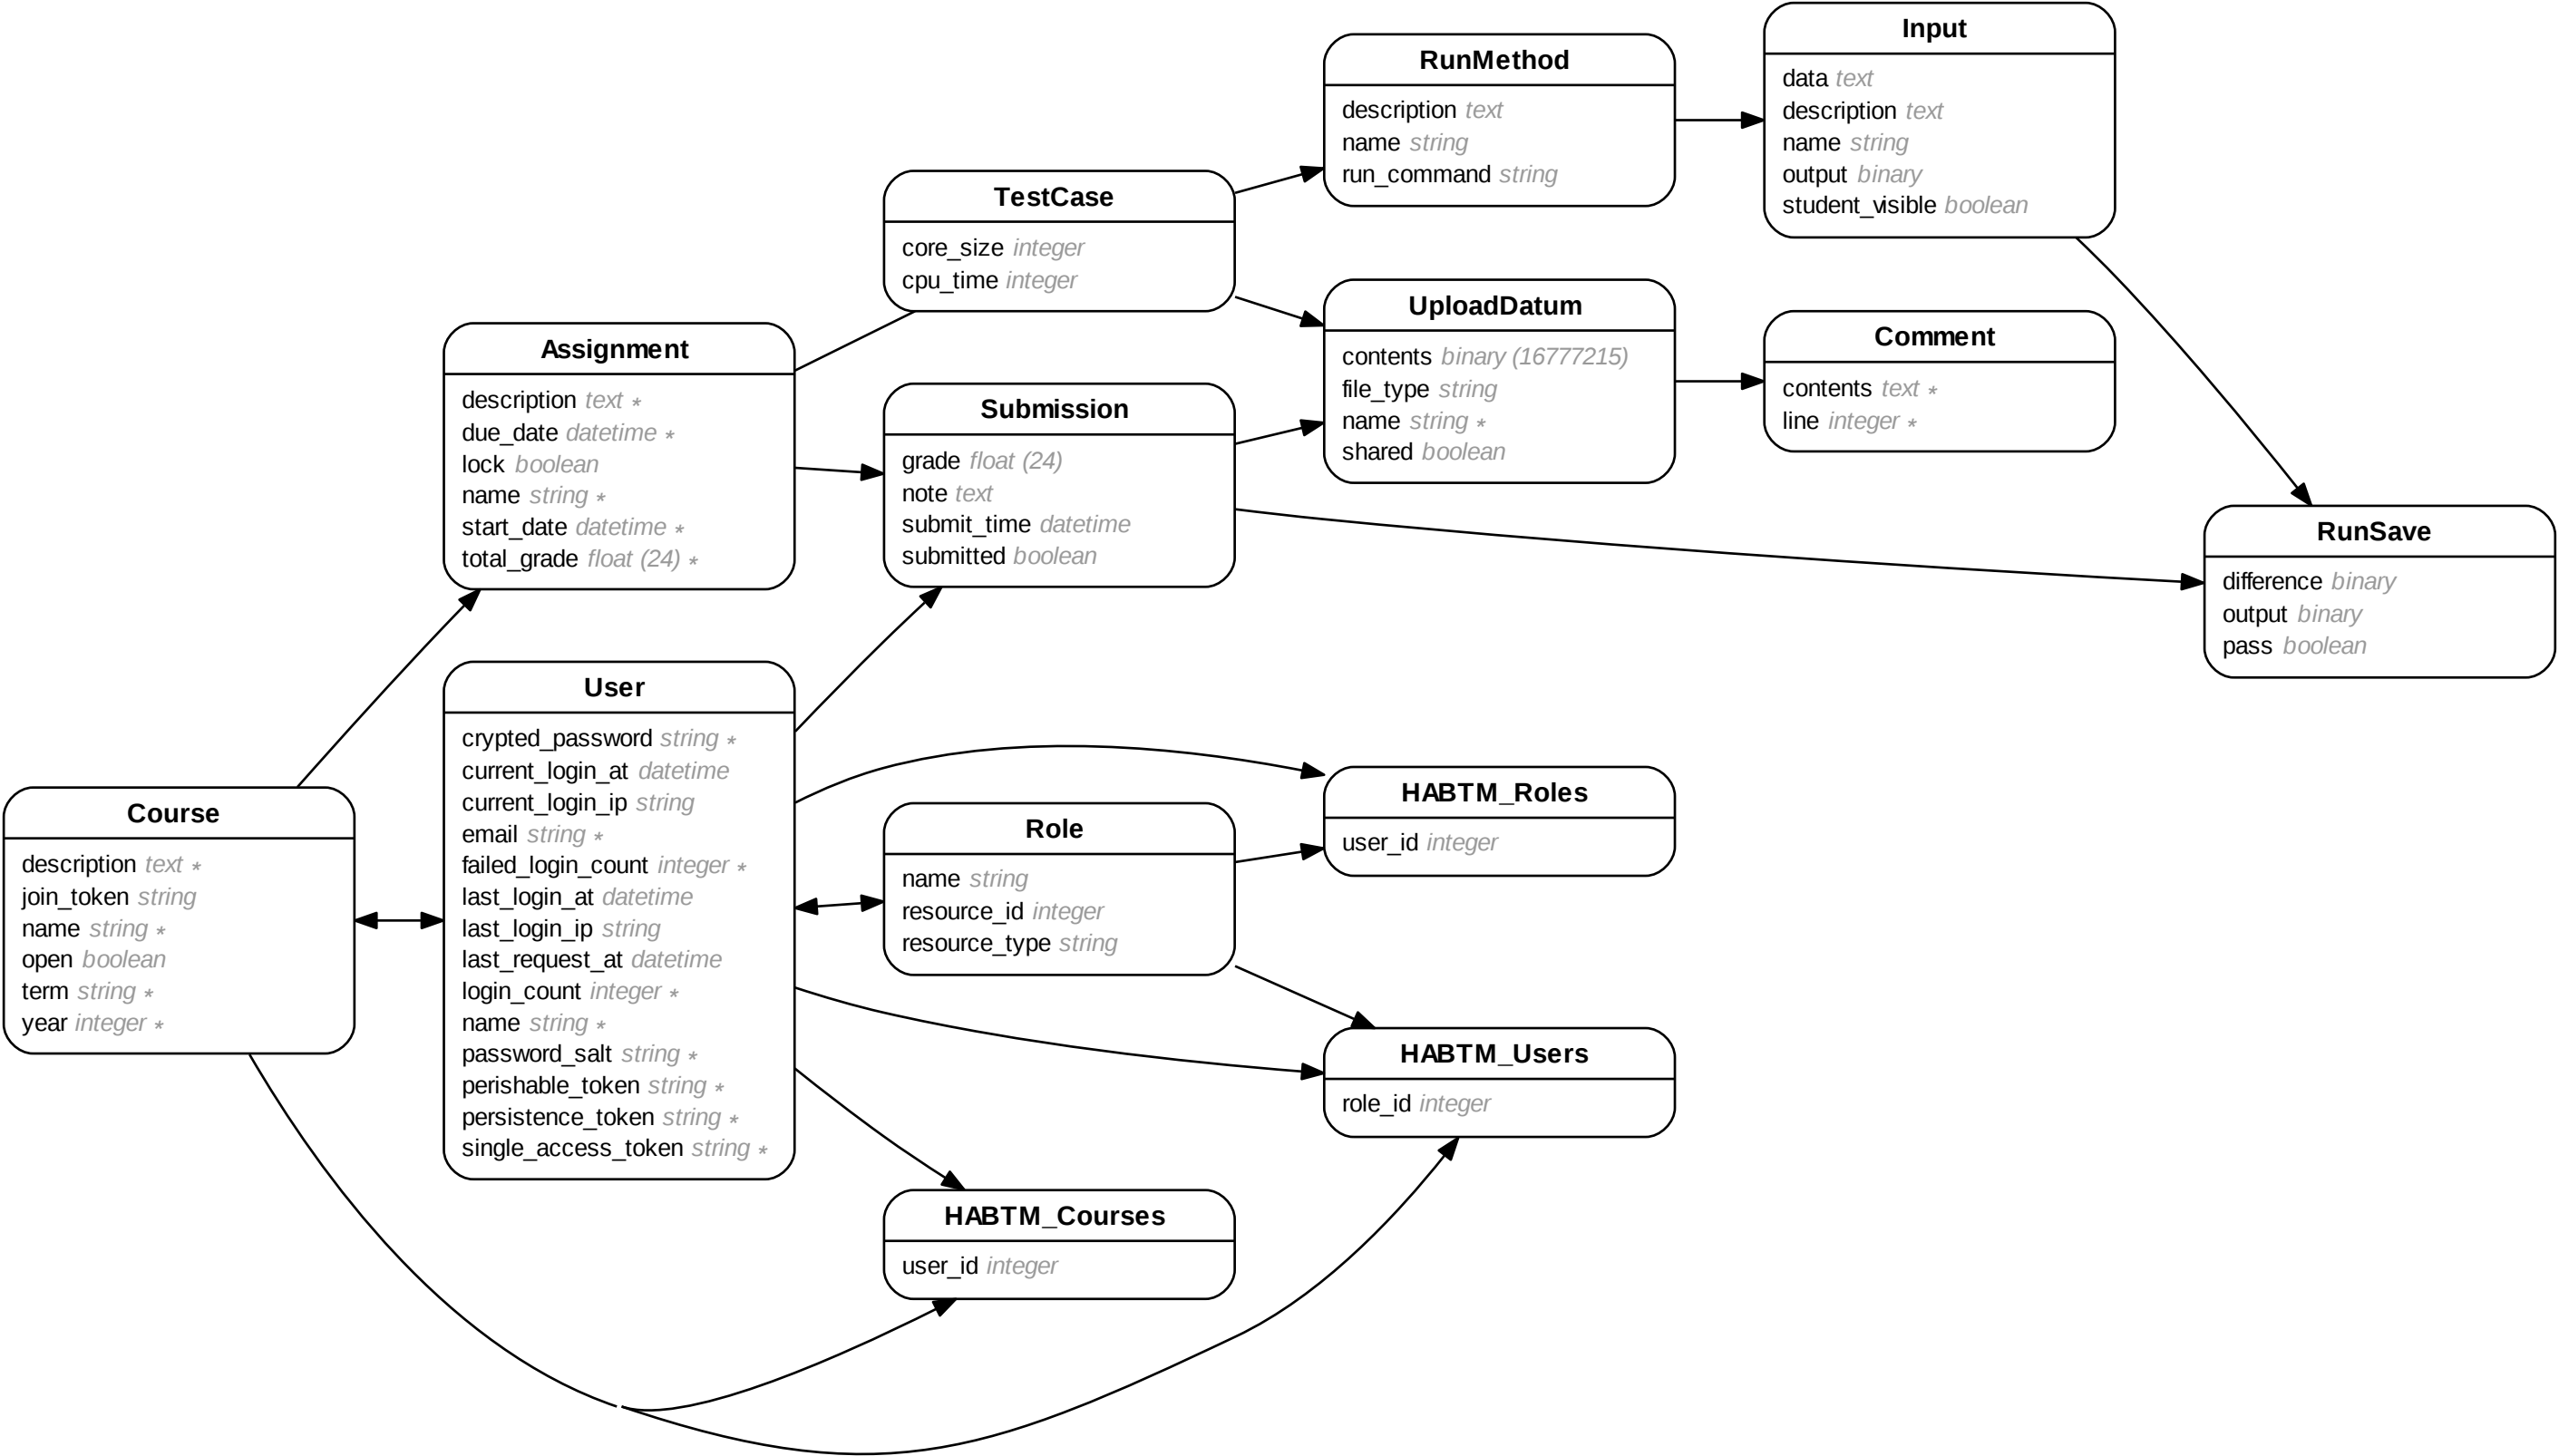 Input
data text
description text
name string
output binary
student_visible boolean
RunMethod
description text
name string
run_command string
TestCase
core_size integer
cpu_time integer
UploadDatum
contents binary (16777215)
file_type string
name string *
shared boolean
Comment
contents text *
line integer *
Assignment
description text *
due_date datetime *
lock boolean
name string *
start_date datetime *
total_grade float (24) *
Submission
grade float (24)
note text
submit_time datetime
submitted boolean
RunSave
difference binary
output binary
pass boolean
User
crypted_password string *
current_login_at datetime
current_login_ip string
email string *
failed_login_count integer *
last_login_at datetime
last_login_ip string
last_request_at datetime
login_count integer *
name string *
password_salt string *
perishable_token string *
persistence_token string *
single_access_token string *
Course
description text *
join_token string
name string *
open boolean
term string *
year integer *
Role
name string
resource_id integer
resource_type string
HABTM_Roles
user_id integer
HABTM_Users
role_id integer
HABTM_Courses
user_id integer